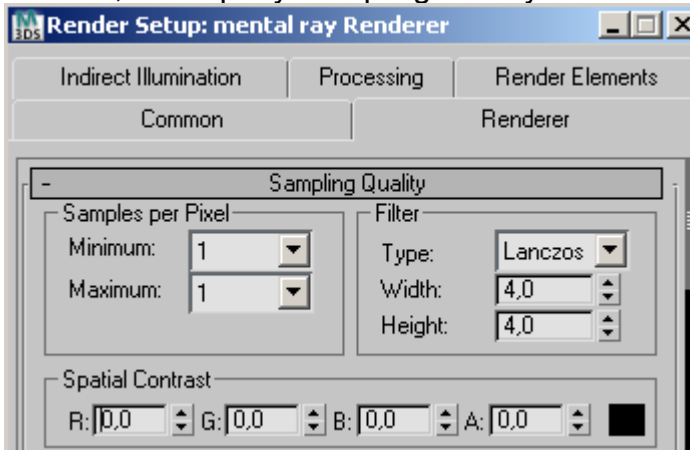 Render Setup: mental ray Renderer
Indirect Illumination Processing Render Elements
Common Renderer
- Sampling Quality
Samples per Pixel Filter
Minimum: 1 Type: Lanczos
Maximum: 1 Width: 4,0
Height: 4,0
Spatial Contrast
R: 0,0 G: 0,0 B: 0,0 A: 0,0